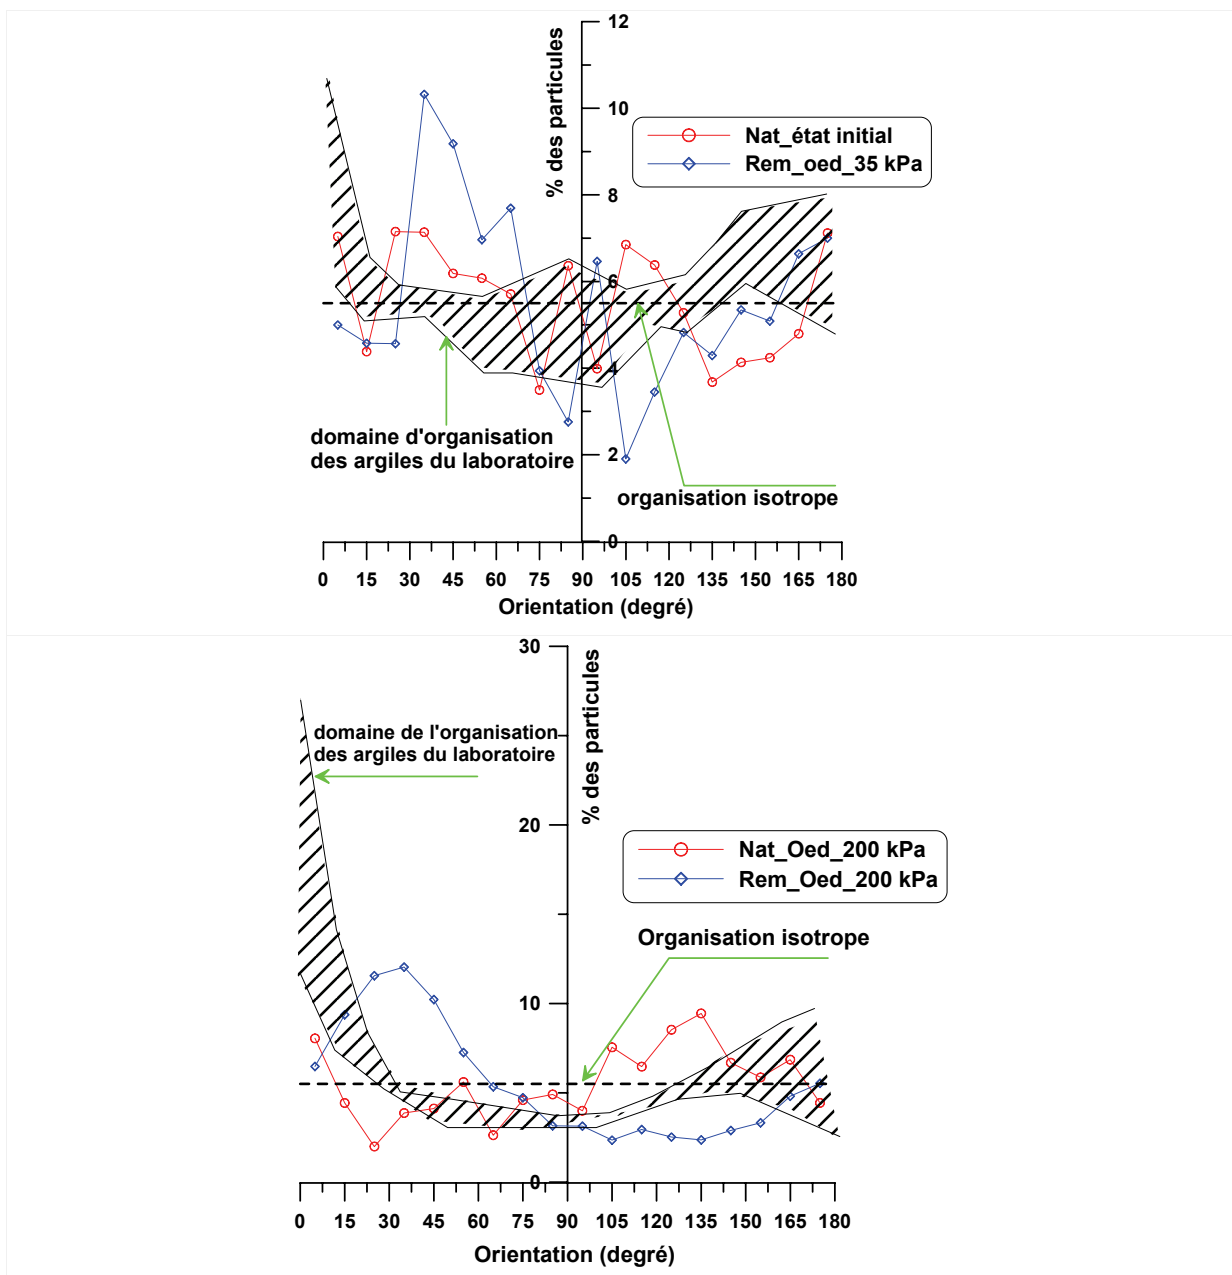 12
10
8
6
4
2
0
% des particules
Nat_état initial
Rem_oed_35 kPa
domaine d'organisation
des argiles du laboratoire
organisation isotrope
0 15 30 45 60 75 90 105 120 135 150 165 180
Orientation (degré)
30
20
10
0
% des particules
domaine de l'organisation
des argiles du laboratoire
Nat_Oed_200 kPa
Rem_Oed_200 kPa
Organisation isotrope
0 15 30 45 60 75 90 105 120 135 150 165 180
Orientation (degré)